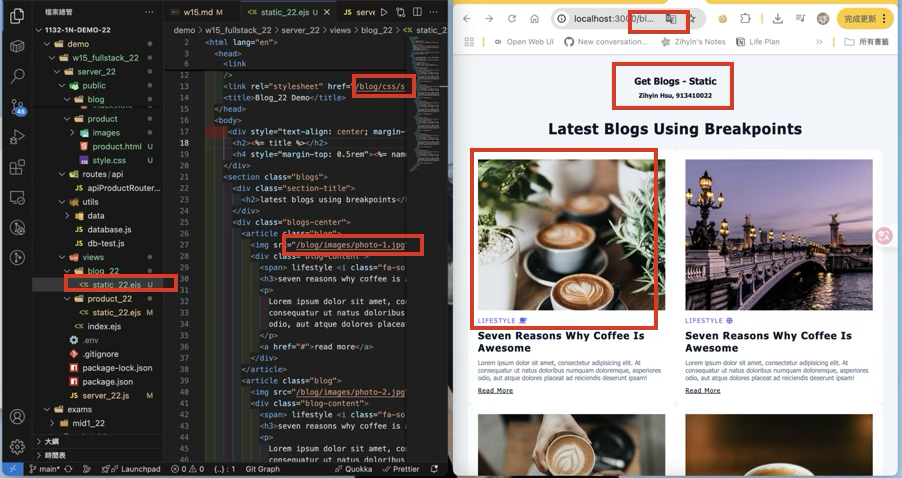 檔案總管
1132-1N-DEMO-22
demo
w15_fullstack_22
server_22
public
blog
product
images
product.html U
style.css U
routes/api
apiProductRouter...
utils
data
database.js
db-test.js
views
blog_22
static_22.ejs U
product_22
static_22.ejs M
index.ejs
.env
.gitignore
package-lock.json
package.json
server_22.js M
exams
mid1_22
大綱
時間表
45
w15.md M
static_22.ejs U
serve
demo > w15_fullstack_22 > server_22 > views > blog_22 > static_2
2 <html lang="en">
3 <head>
6 <link
12 />
13 <link rel="stylesheet" href="/blog/css/s
14 <title>Blog_22 Demo</title>
15 </head>
16 <body>
17 <div style="text-align: center; margin-
18 <h2><%= title %></h2>
19 <h4 style="margin-top: 0.5rem"><%= name
20 </div>
21 <section class="blogs">
22 <div class="section-title">
23 <h2>latest blogs using breakpoints</
24 </div>
25 <div class="blogs-center">
26 <article class="blog">
27 <img src="/blog/images/photo-1.jpg"
28 <div class="blog-content">
29 <span> lifestyle <i class="fa-so
30 <h3>seven reasons why coffee is
31 <p>
32 Lorem ipsum dolor sit amet,
33 consequatur ut natus doloribus
34 odio, aut atque dolores placea
35 </p>
36 <a href="#">read more</a>
37 </div>
38 </article>
39 <article class="blog">
40 <img src="/blog/images/photo-2.jpg"
41 <div class="blog-content">
42 <span> lifestyle <i class="fa-so
43 <h3>seven reasons why coffee is
44 <p>
45 Lorem ipsum dolor sit amet,
46 consequatur ut natus doloribus
main*
Launchpad
0 0
{..} : 1
Git Graph
Quokka
Prettier
localhost:3000/bl...
完成更新
Open Web UI
New conversation...
Zihyin's Notes
Life Plan
所有書籤
Get Blogs - Static
Zihyin Hsu, 913410022
Latest Blogs Using Breakpoints
LIFESTYLE
Seven Reasons Why Coffee Is
Awesome
Lorem ipsum dolor sit amet, consectetur adipisicing elit.
consequatur ut natus doloribus numquam doloremque, asperiores
odio, aut atque dolores placeat ad reiciendis deserunt ipsam!
Read More
LIFESTYLE
Seven Reasons Why Coffee Is
Awesome
Lorem ipsum dolor sit amet, consectetur adipisicing elit.
consequatur ut natus doloribus numquam doloremque, asperiores
odio, aut atque dolores placeat ad reiciendis deserunt ipsam!
Read More